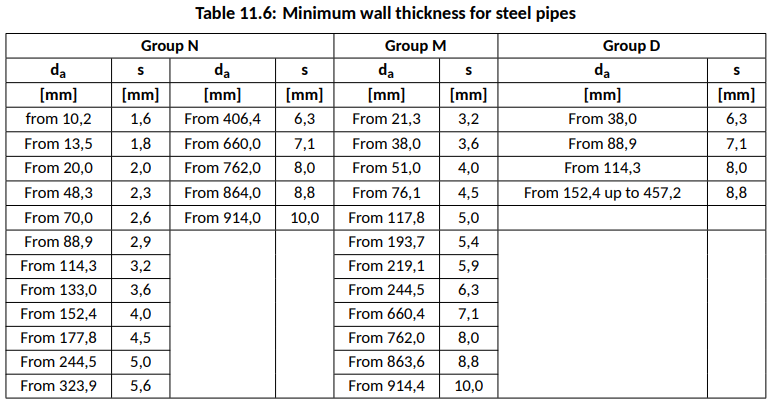 Table 11.6: Minimum wall thickness for steel pipes
Group N Group M Group D
da s da s da s da s
[mm] [mm] [mm] [mm] [mm] [mm] [mm] [mm]
from 10,2 1,6 From 406,4 6,3 From 21,3 3,2 From 38,0 6,3
From 13,5 1,8 From 660,0 7,1 From 38,0 3,6 From 88,9 7,1
From 20,0 2,0 From 762,0 8,0 From 51,0 4,0 From 114,3 8,0
From 48,3 2,3 From 864,0 8,8 From 76,1 4,5 From 152,4 up to 457,2 8,8
From 70,0 2,6 From 914,0 10,0 From 117,8 5,0
From 88,9 2,9 From 193,7 5,4
From 114,3 3,2 From 219,1 5,9
From 133,0 3,6 From 244,5 6,3
From 152,4 4,0 From 660,4 7,1
From 177,8 4,5 From 762,0 8,0
From 244,5 5,0 From 863,6 8,8
From 323,9 5,6 From 914,4 10,0